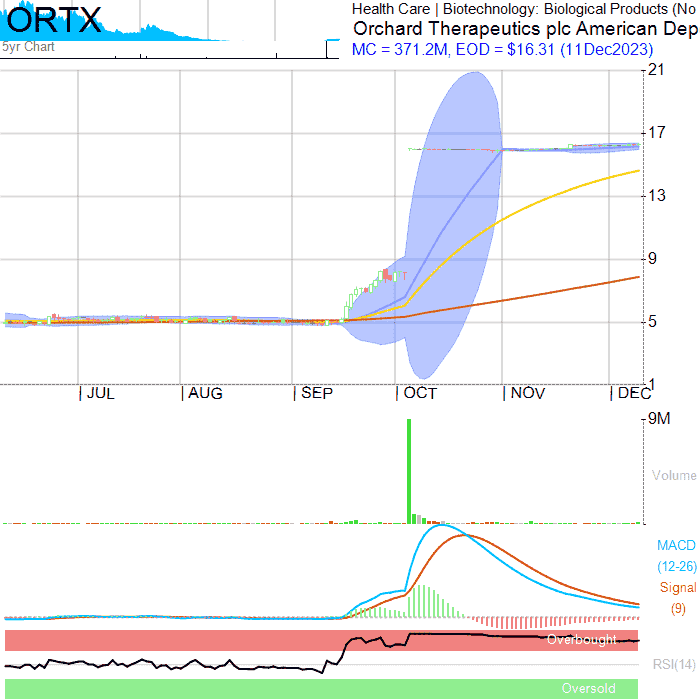 ORTX
5yr Chart
Health Care | Biotechnology: Biological Products (No
Orchard Therapeutics plc American Dep
MC = 371.2M, EOD = $16.31 (11Dec2023)
21
17
13
9
5
1
JUL AUG SEP OCT NOV DEC
9M
Volume
MACD
(12-26)
Signal
(9)
Overbought
RSI(14)
Oversold